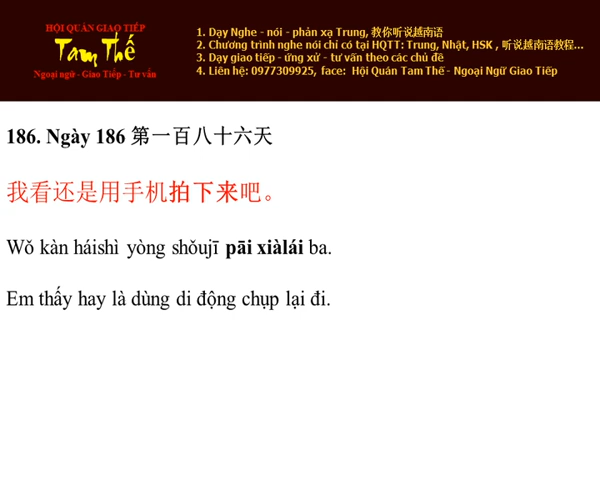 HỘI QUÁN GIAO TIẾP
Tam Thế
Ngoại ngữ - Giao Tiếp - Tư vấn
1. Dạy Nghe - nói - phản xạ Trung, 教你听说越南语
2. Chương trình nghe nói chỉ có tại HQTT: Trung, Nhật, HSK , 听说越南语教程...
3. Dạy giao tiếp - ứng xử - tư vấn theo các chủ đề
4. Liên hệ: 0977309925, face: Hội Quán Tam Thế - Ngoại Ngữ Giao Tiếp
186. Ngày 186 第一百八十六天
我看还是用手机拍下来吧。
Wǒ kàn háishì yòng shǒujī pāi xiàlái ba.
Em thấy hay là dùng di động chụp lại đi.